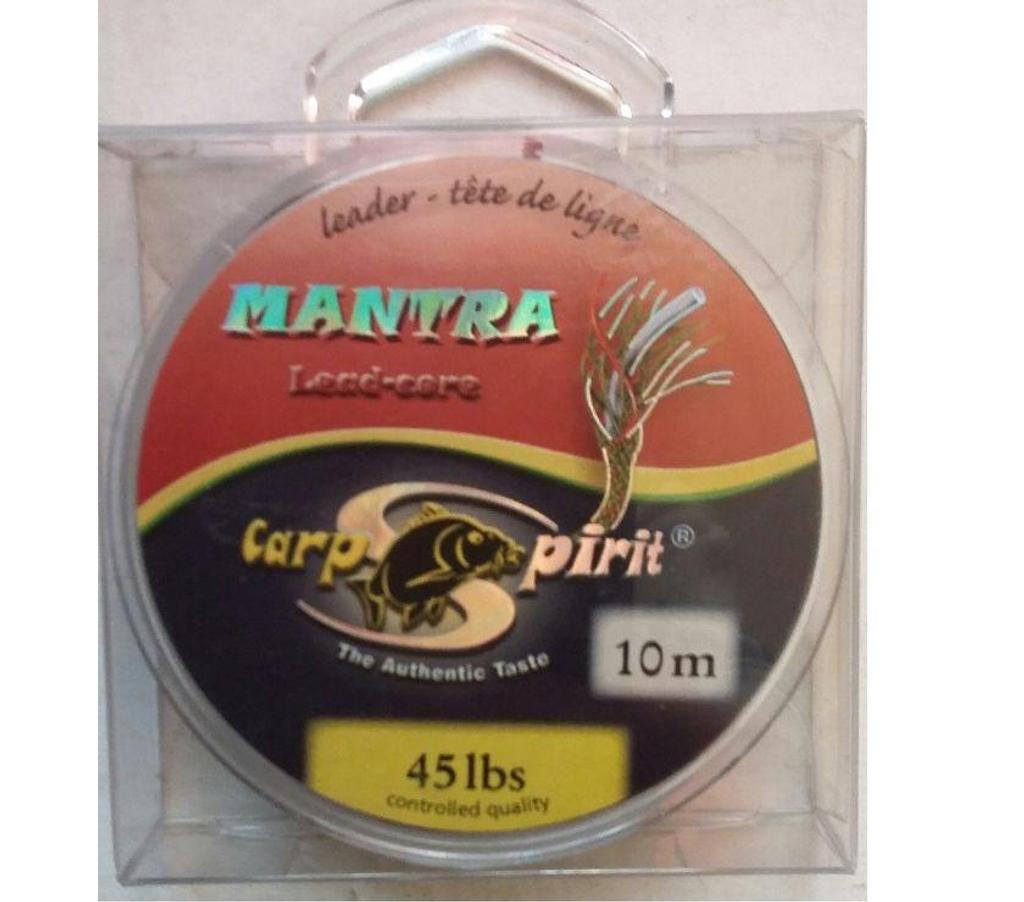 leader - tête de ligne
MANTRA
Lead-core
Carp Spirit ®
The Authentic Taste
10 m
45 lbs
controlled quality